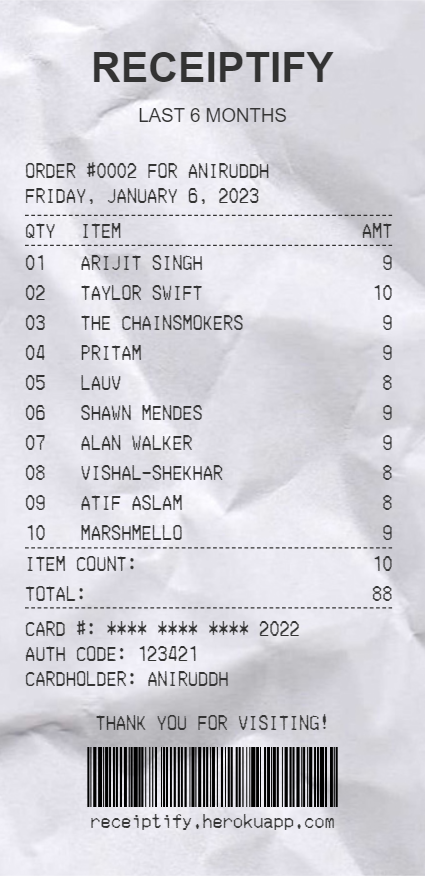 RECEIPTIFY
LAST 6 MONTHS
ORDER #0002 FOR ANIRUDDH
FRIDAY, JANUARY 6, 2023
QTY ITEM AMT
01 ARIJIT SINGH 9
02 TAYLOR SWIFT 10
03 THE CHAINSMOKERS 9
04 PRITAM 9
05 LAUV 8
06 SHAWN MENDES 9
07 ALAN WALKER 9
08 VISHAL-SHEKHAR 8
09 ATIF ASLAM 8
10 MARSHMELLO 9
ITEM COUNT: 10
TOTAL: 88
CARD #: **** **** **** 2022
AUTH CODE: 123421
CARDHOLDER: ANIRUDDH
THANK YOU FOR VISITING!
receiptify.herokuapp.com